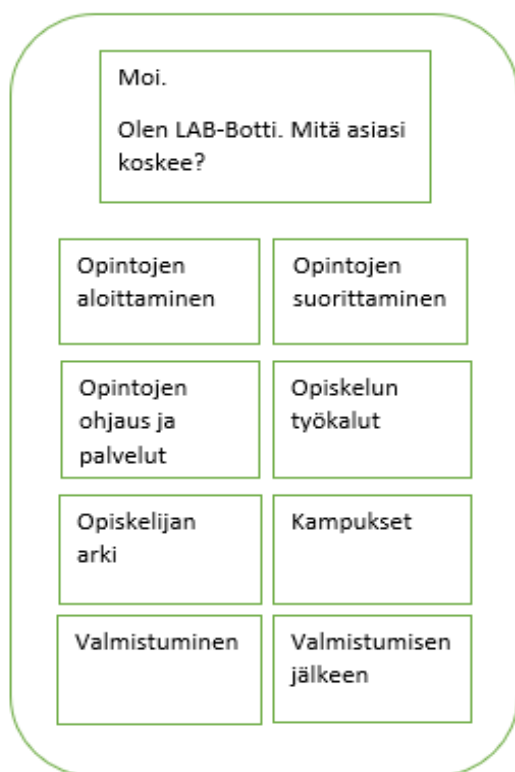 Moi.
Olen LAB-Botti. Mitä asiasi
koskee?
Opintojen
aloittaminen
Opintojen
suorittaminen
Opintojen
ohjaus ja
palvelut
Opiskelun
työkalut
Opiskelijan
arki
Kampukset
Valmistuminen
Valmistumisen
jälkeen